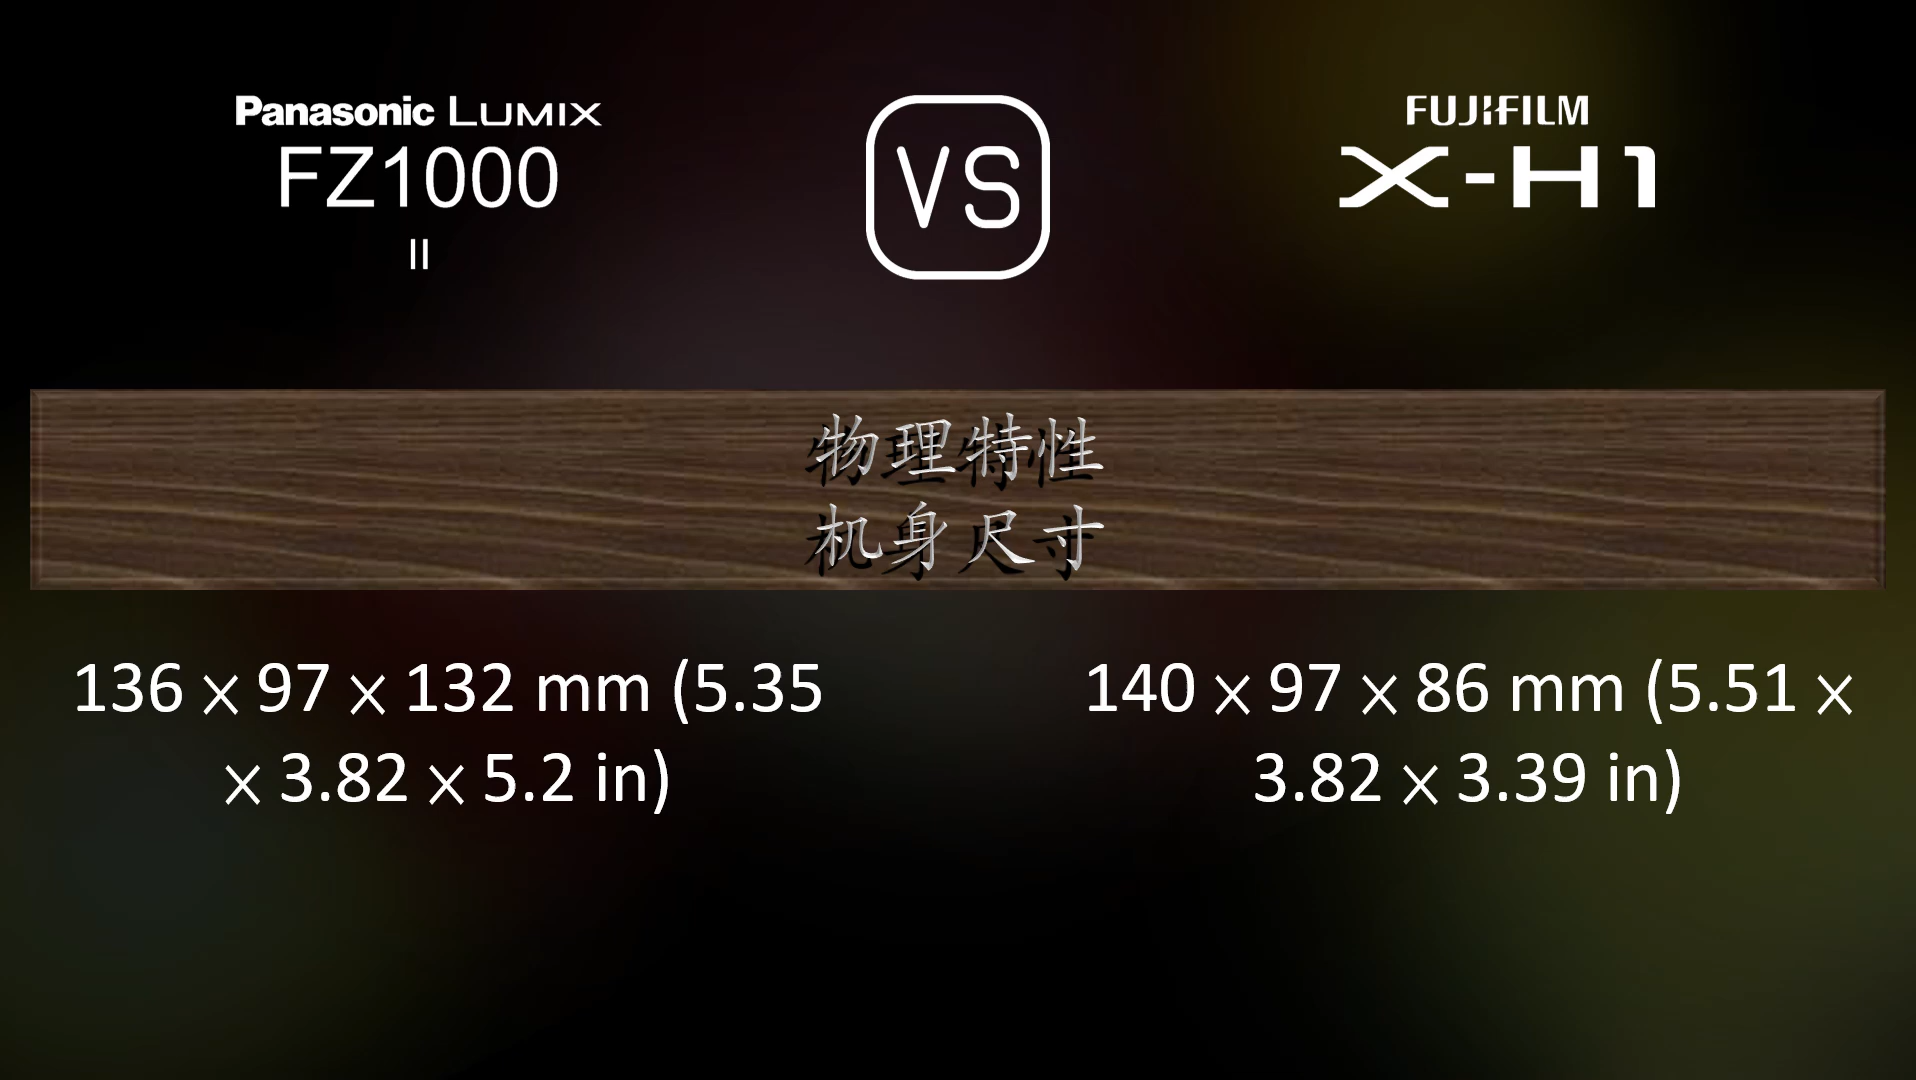 Panasonic LUMIX
FZ1000
II
VS
FUJIFILM
X-H1
物理特性
机身尺寸
136 x 97 x 132 mm (5.35
x 3.82 x 5.2 in)
140 x 97 x 86 mm (5.51 x
3.82 x 3.39 in)